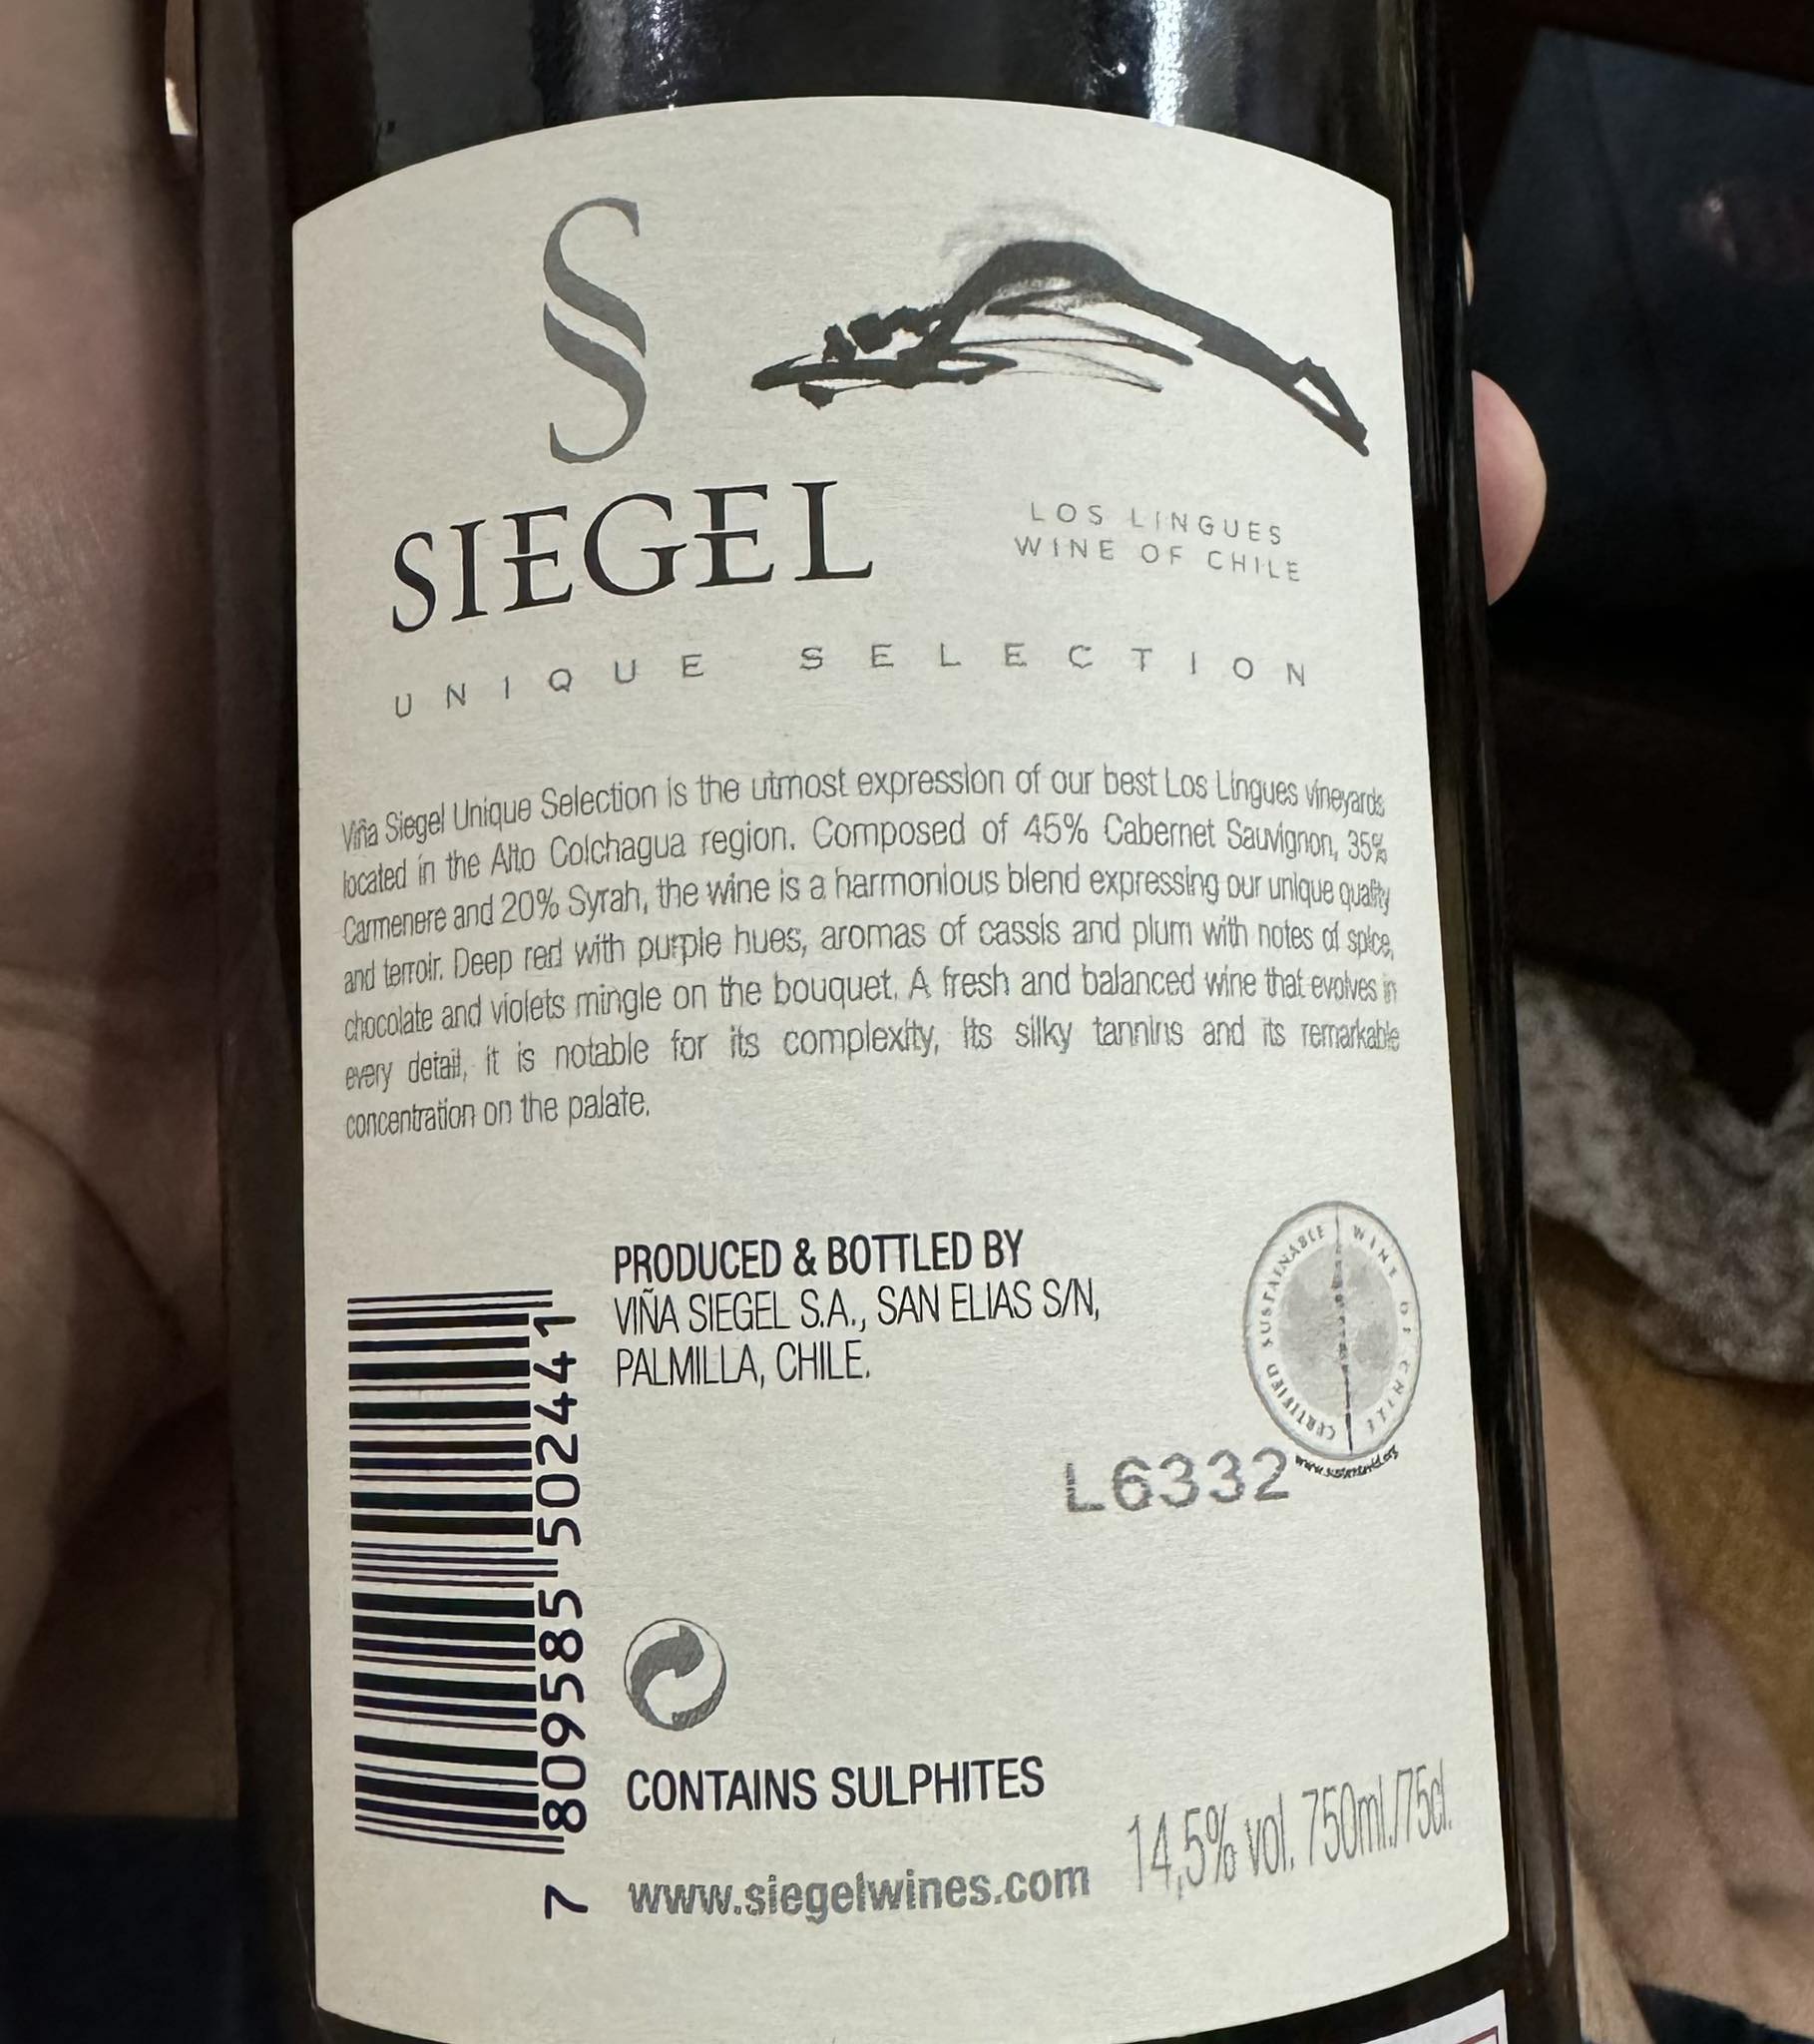 SIEGEL
LOS LINGUES
WINE OF CHILE
UNIQUE SELECTION
Viña Siegel Unique Selection is the utmost expression of our best Los Lingues vineyards
located in the Alto Colchagua region. Composed of 45% Cabernet Sauvignon, 35%
Carmenere and 20% Syrah, the wine is a harmonious blend expressing our unique quality
and terroir. Deep red with purple hues, aromas of cassis and plum with notes of spice,
chocolate and violets mingle on the bouquet. A fresh and balanced wine that evolves in
every detail, it is notable for its complexity, its silky tannins and its remarkable
concentration on the palate.
PRODUCED & BOTTLED BY
VIÑA SIEGEL S.A., SAN ELIAS S/N,
PALMILLA, CHILE.
CERTIFIED SUSTAINABLE WINE OF CHILE
L6332
7 809585 502441
CONTAINS SULPHITES
www.siegelwines.com
14,5% vol. 750ml./75cl.